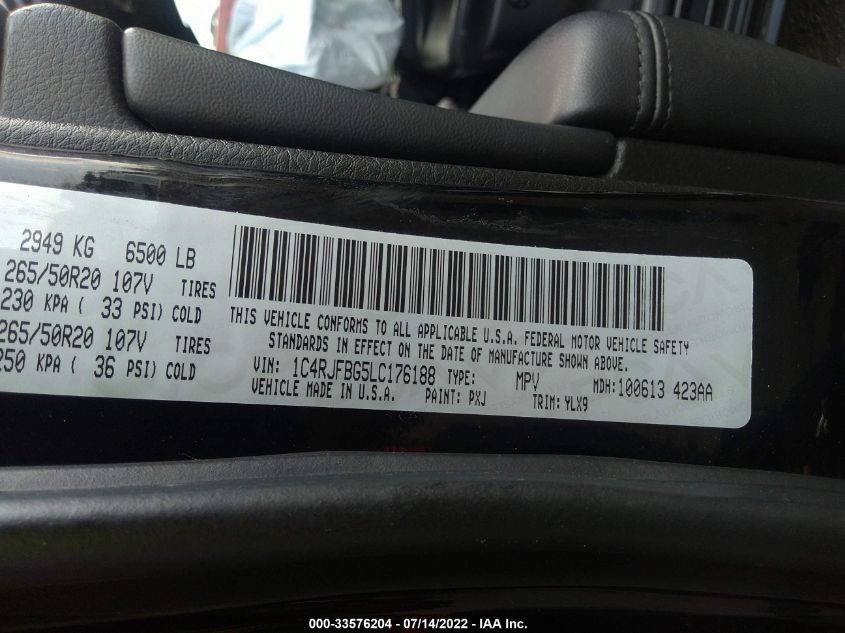 2949 KG 6500 LB
265/50R20 107V TIRES
230 KPA ( 33 PSI) COLD
265/50R20 107V TIRES
250 KPA ( 36 PSI) COLD
THIS VEHICLE CONFORMS TO ALL APPLICABLE U.S.A. FEDERAL MOTOR VEHICLE SAFETY
STANDARDS IN EFFECT ON THE DATE OF MANUFACTURE SHOWN ABOVE.
VIN: 1C4RJFBG5LC176188 TYPE: MPV MDH:100613 423AA
VEHICLE MADE IN U.S.A. PAINT: PXJ TRIM: YLX9
000-33576204 - 07/14/2022 - IAA Inc.